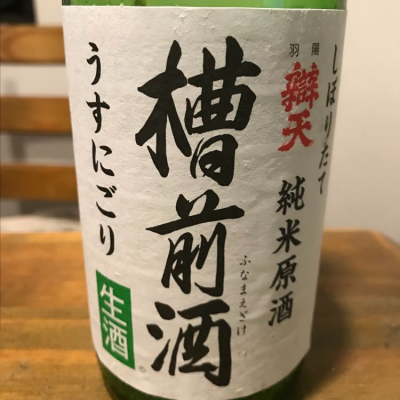 しぼりたて
羽陽
辯天
純米原酒
槽前酒
ふなまえざけ
うすにごり
生酒